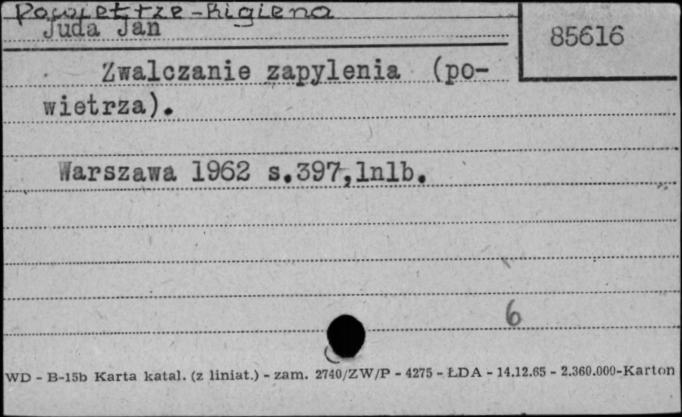 Powietrze - higiena
Juda Jan
85616
Zwalczanie zapylenia (po-
wietrza).
Warszawa 1962 s.397,1nlb.
6
WD - B-15b Karta katal. (z liniat.) - zam. 2740/ZW/P - 4275 - ŁDA - 14.12.65 - 2.360.000-Karton